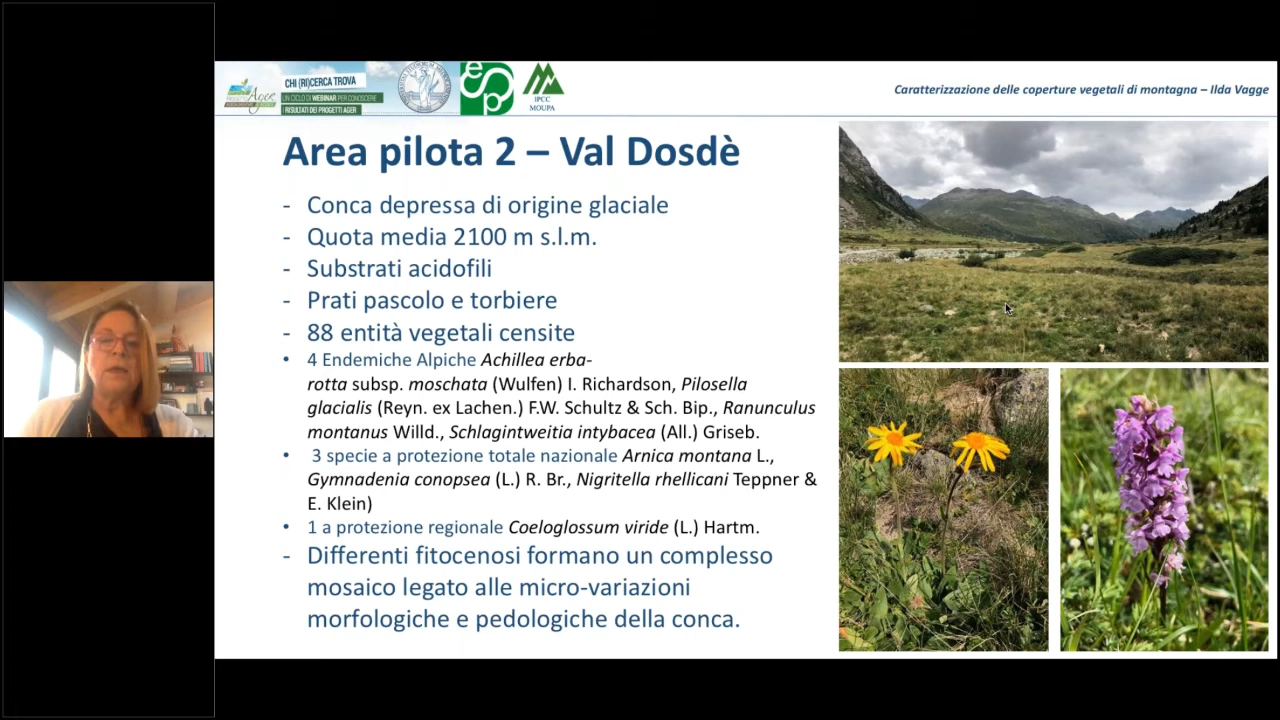 CHI (RI)CERCA TROVA
UN CICLO DI WEBINAR PER CONOSCERE
I RISULTATI DEI PROGETTI AGER
Ager
esp
IPCC
MOUPA
Caratterizzazione delle coperture vegetali di montagna – Ilda Vagge
Area pilota 2 – Val Dosdè
- Conca depressa di origine glaciale
- Quota media 2100 m s.l.m.
- Substrati acidofili
- Prati pascolo e torbiere
- 88 entità vegetali censite
• 4 Endemiche Alpiche Achillea erba-
rotta subsp. moschata (Wulfen) I. Richardson, Pilosella
glacialis (Reyn. ex Lachen.) F.W. Schultz & Sch. Bip., Ranunculus
montanus Willd., Schlagintweitia intybacea (All.) Griseb.
• 3 specie a protezione totale nazionale Arnica montana L.,
Gymnadenia conopsea (L.) R. Br., Nigritella rhellicani Teppner &
E. Klein)
• 1 a protezione regionale Coeloglossum viride (L.) Hartm.
- Differenti fitocenosi formano un complesso
mosaico legato alle micro-variazioni
morfologiche e pedologiche della conca.